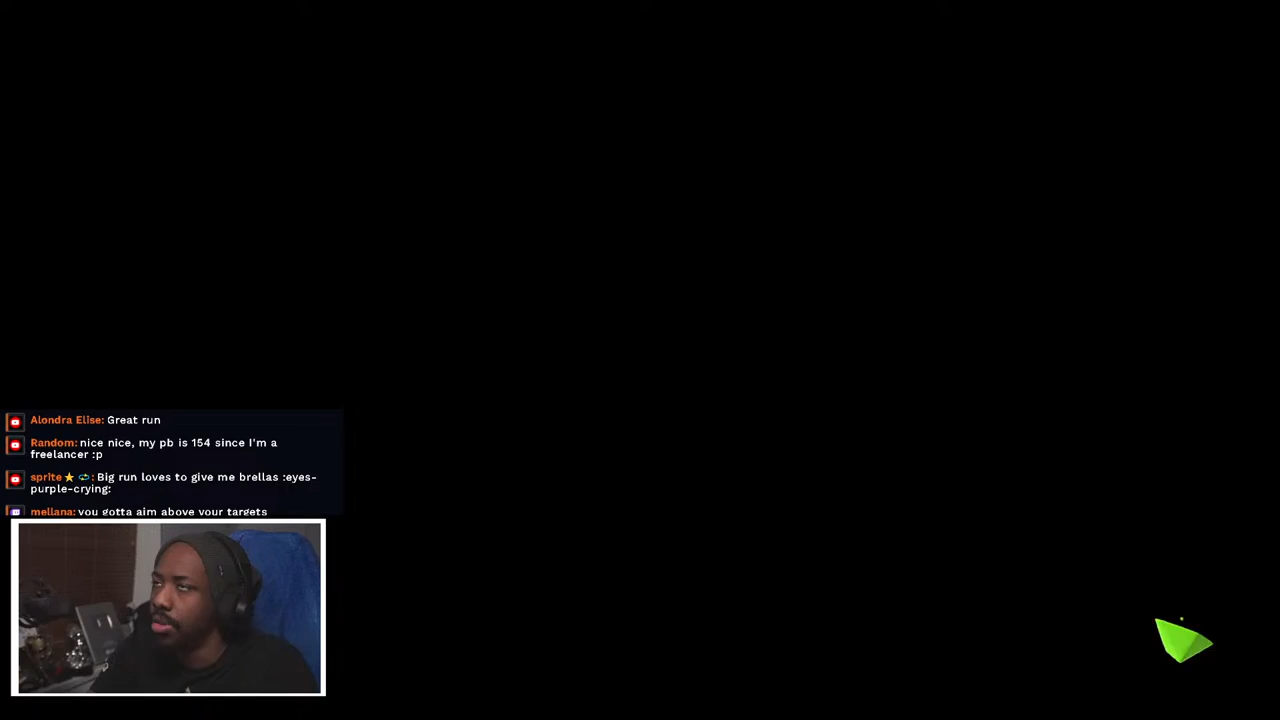 Alondra Elise: Great run
Random: nice nice, my pb is 154 since I'm a
freelancer :p
sprite⭐: Big run loves to give me brellas :eyes-
purple-crying:
mellana: you gotta aim above your targets